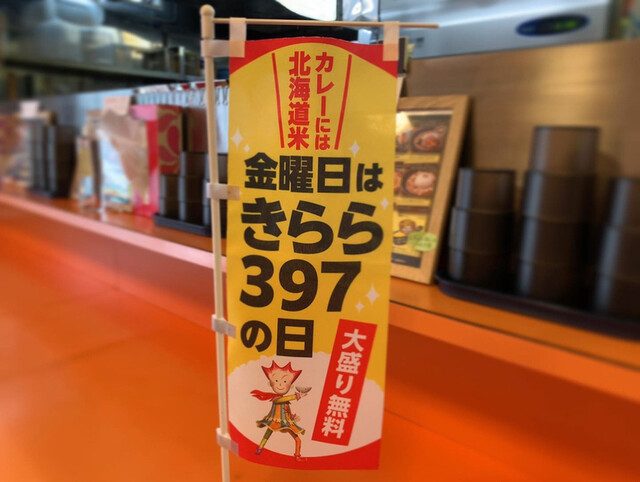 カレーには
北海道米
金曜日は
きらら
397
の日
大盛り無料